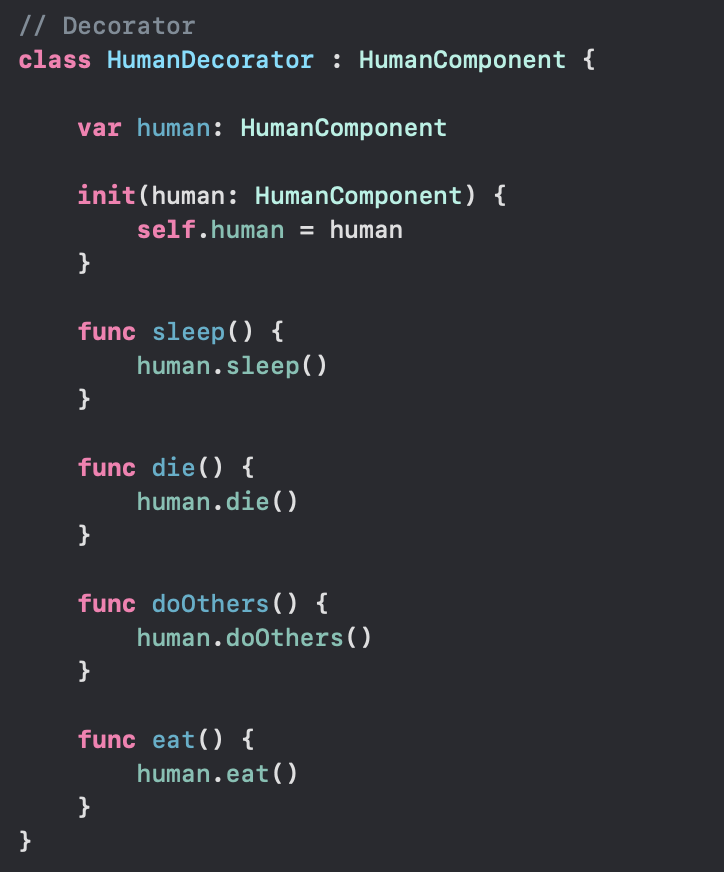 // Decorator
class HumanDecorator : HumanComponent {
var human: HumanComponent
init(human: HumanComponent) {
self.human = human
}
func sleep() {
human.sleep()
}
func die() {
human.die()
}
func doOthers() {
human.doOthers()
}
func eat() {
human.eat()
}
}